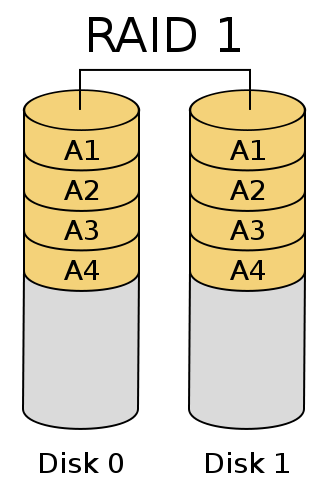 RAID 1
A1 A1
A2 A2
A3 A3
A4 A4
Disk 0 Disk 1